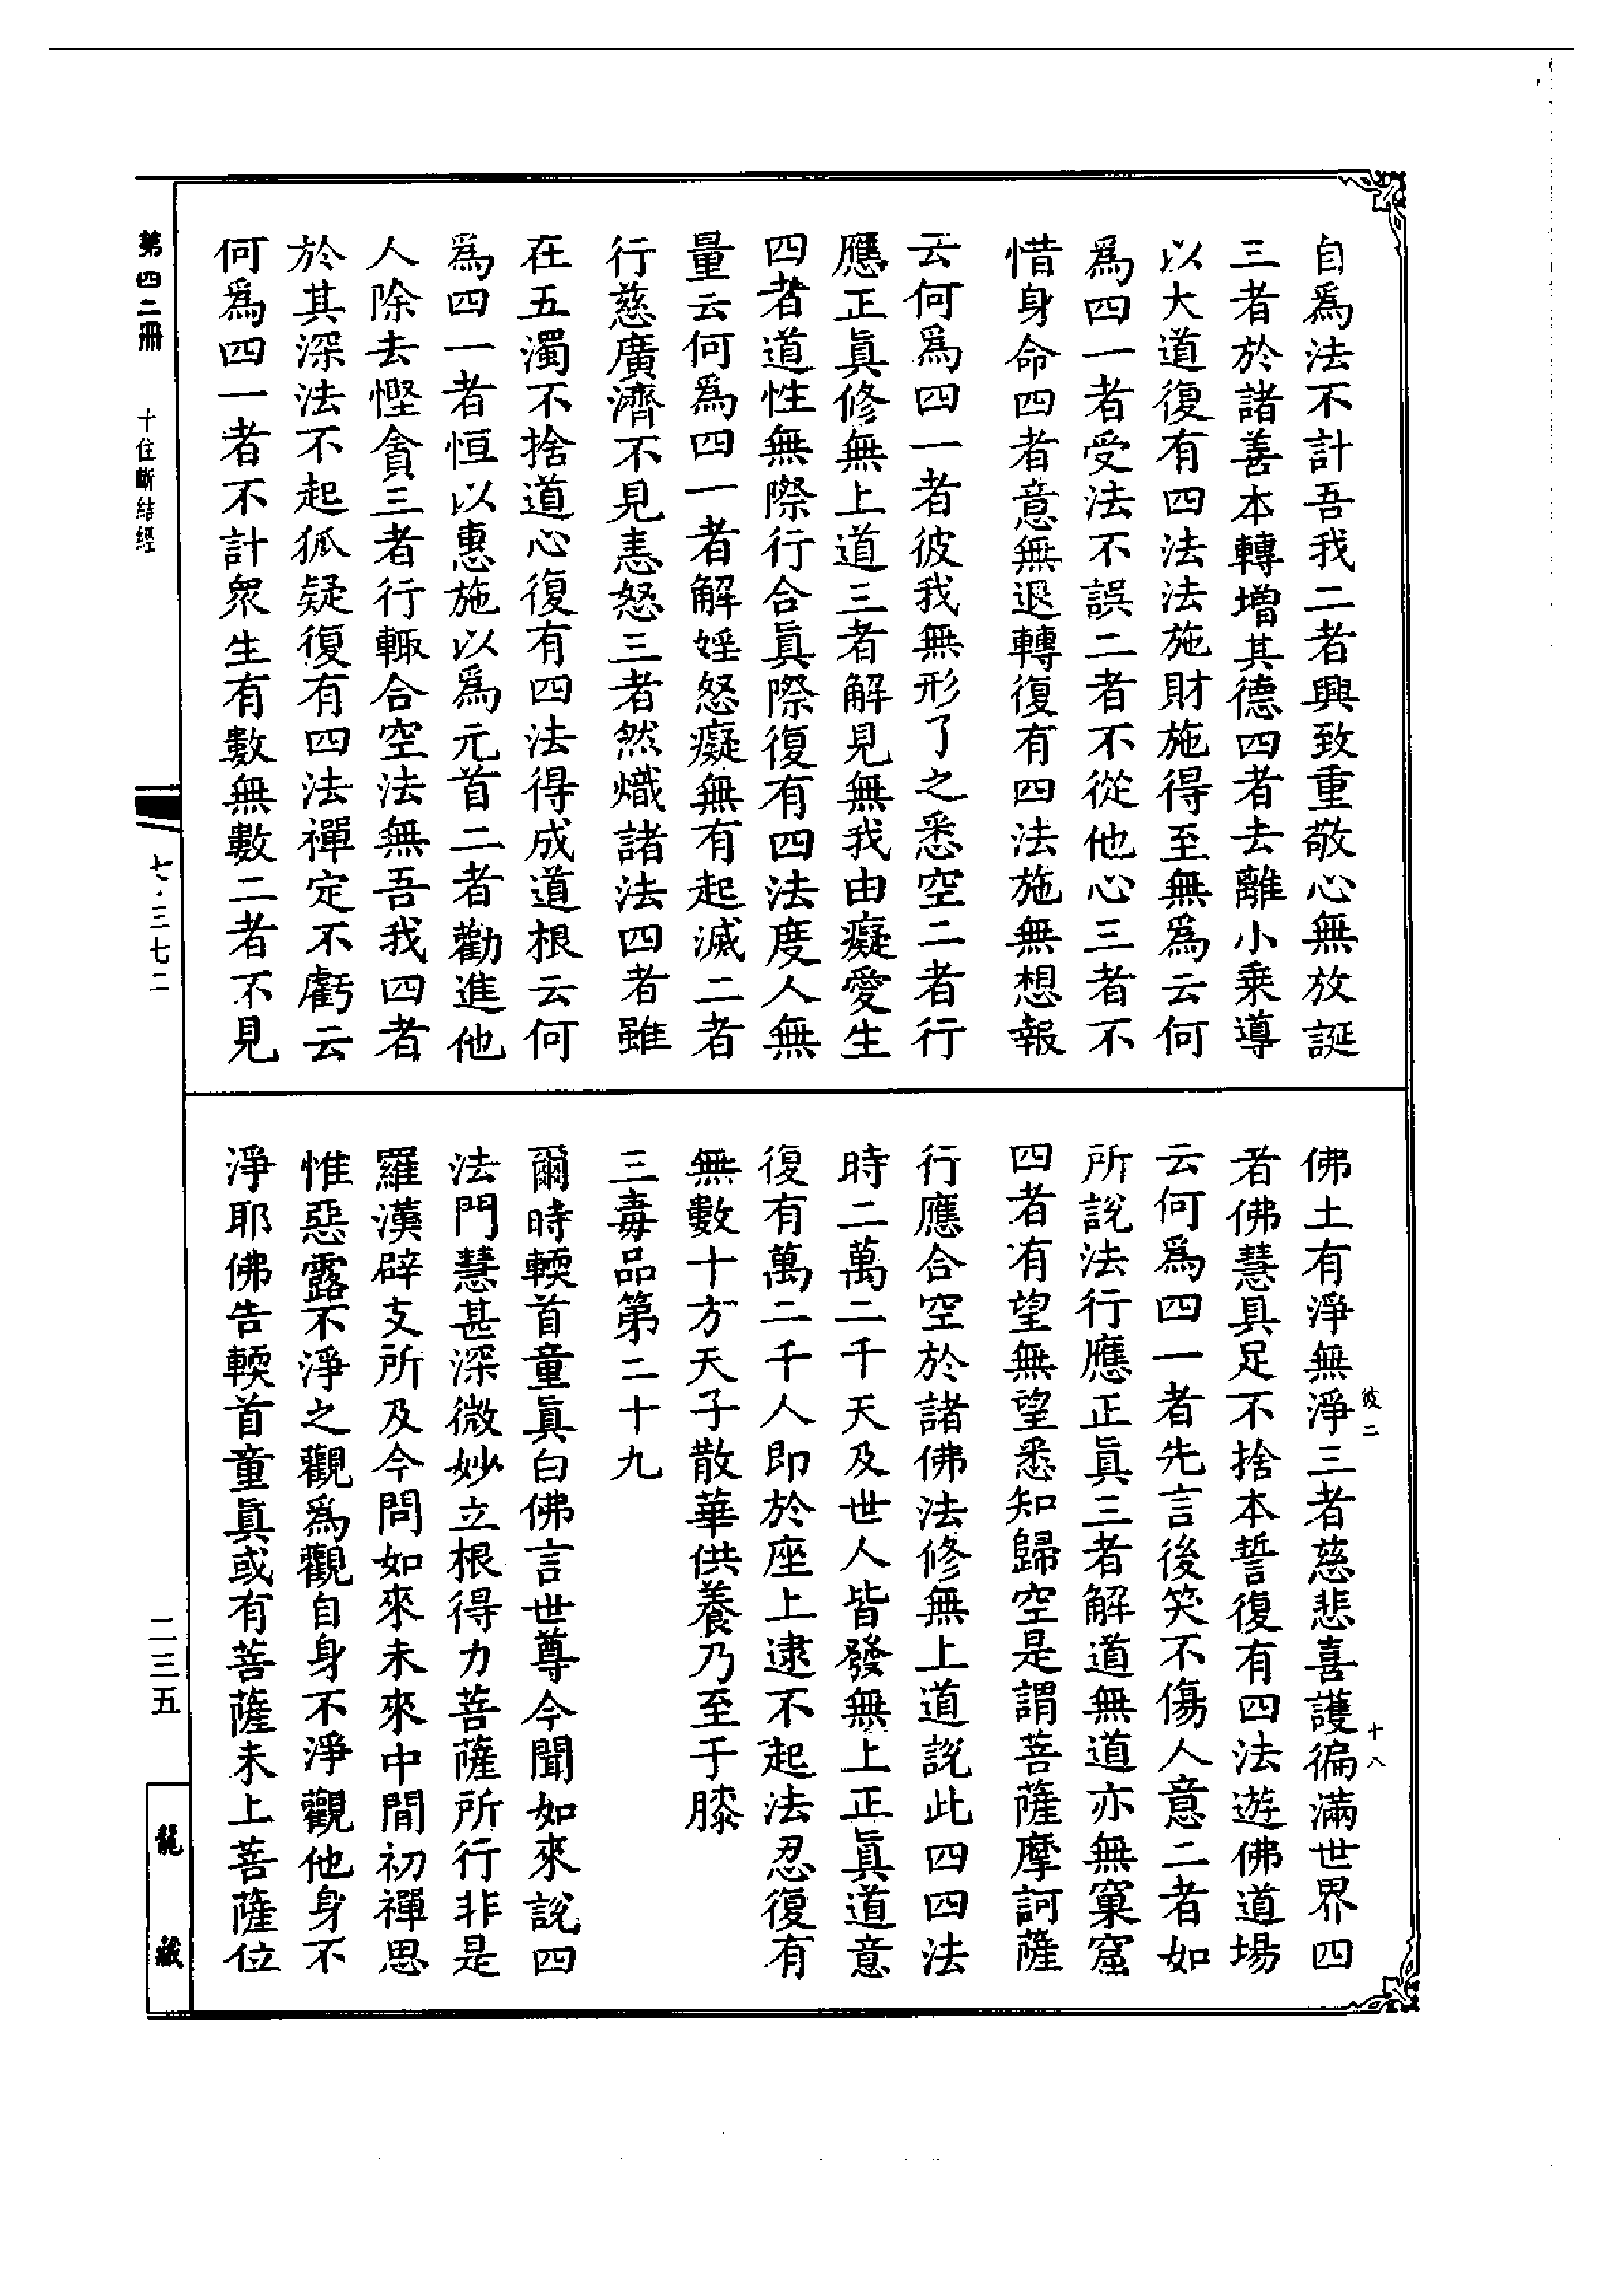 自爲法不計吾我二者興致重敬心無放誕
三者於諸善本轉增其德四者去離小乗導
以大道復有四法法施財施得至無爲云何
爲四一者受法不誤二者不從他心三者不
惜身命四者意無退轉復有四法施無想報
云何爲四一者彼我無形了之悉空二者行
應正眞修無上道三者解見無我由癡愛生
四者道性無際行合眞際復有四法度人無
量云何爲四一者解婬怒癡無有起滅二者
行慈廣濟不見恚怒三者然熾諸法四者雖
在五濁不捨道心復有四法得成道根云何
爲四一者恒以惠施以爲元首二者勸進他
人除去慳貪三者行輒合空法無吾我四者
於其深法不起狐疑復有四法禪定不虧云
何爲四一者不計衆生有數無數二者不見
佛土有淨無淨三者慈悲喜護徧滿世界四
者佛慧具足不捨本誓復有四法遊佛道場
云何爲四一者先言後笑不傷人意二者如
所說法行應正眞三者解道無道亦無窠窟
四者有望無望悉知歸空是謂菩薩摩訶薩
行應合空於諸佛法修無上道說此四四法
時二萬二千天及世人皆發無上正眞道意
復有萬二千人即於座上逮不起法忍復有
無數十方天子散華供養乃至于膝
三毒品第二十九
爾時輭首童眞白佛言世尊今聞如來說四
法門慧甚深微妙立根得力菩薩所行非是
羅漢辟支所及今問如來未來中間初禪思
惟惡露不淨之觀爲觀自身不淨觀他身不
淨耶佛告輭首童眞或有菩薩未上菩薩位
彼二
十八
第四二冊
十住斷結經
七·三七二
二三五
龍藏